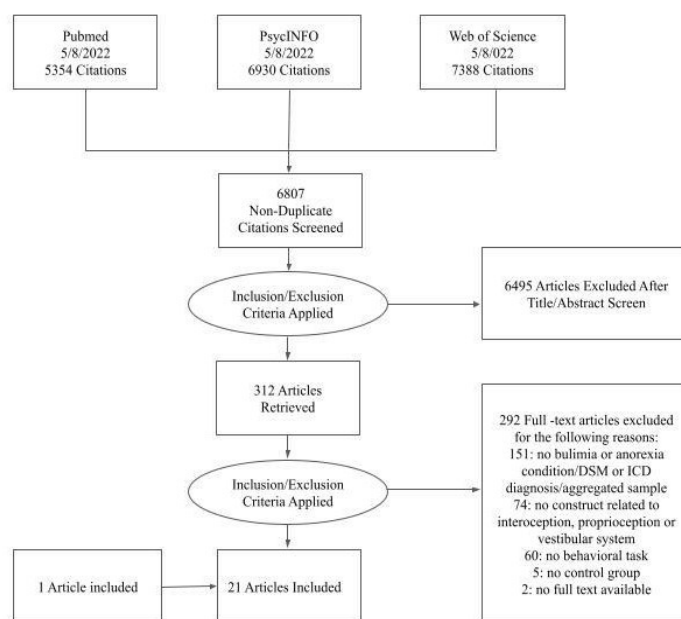 Pubmed
5/8/2022
5354 Citations
PsycINFO
5/8/2022
6930 Citations
Web of Science
5/8/022
7388 Citations
6807
Non-Duplicate
Citations Screened
Inclusion/Exclusion
Criteria Applied
6495 Articles Excluded After
Title/Abstract Screen
312 Articles
Retrieved
292 Full -text articles excluded
for the following reasons:
151: no bulimia or anorexia
condition/DSM or ICD
diagnosis/aggregated sample
74: no construct related to
interoception, proprioception or
vestibular system
60: no behavioral task
5: no control group
2: no full text available
Inclusion/Exclusion
Criteria Applied
1 Article included
21 Articles Included